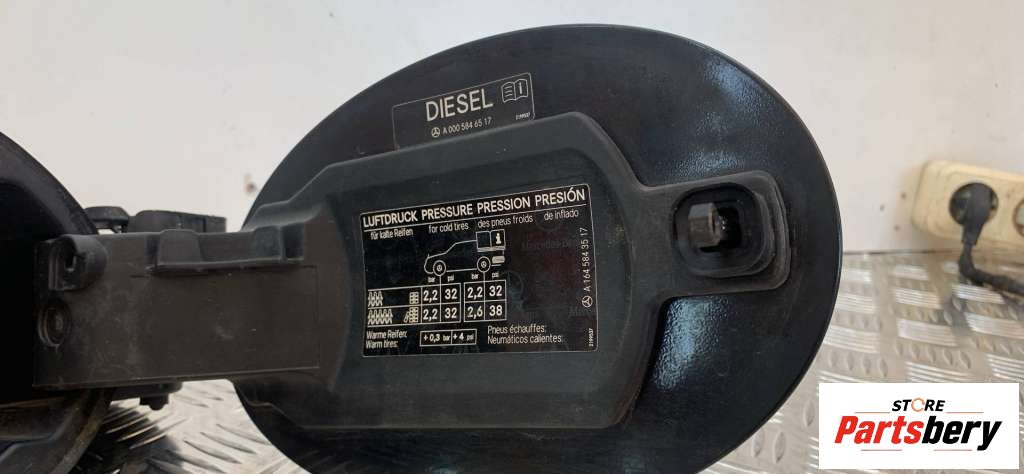 DIESEL
A 000 584 65 17
2199537
LUFTDRUCK PRESSURE PRESSION PRESIÓN
für kalte Reifen for cold tires des pneus froids de inflado
bar psi bar psi
2,2 32 2,2 32
2,2 32 2,6 38
Warme Reifen: + 0,3 bar + 4 psi Pneus échauffés:
Warm tires: Neumáticos calientes:
A 164 584 35 17
2199537
STORE
Partsbery